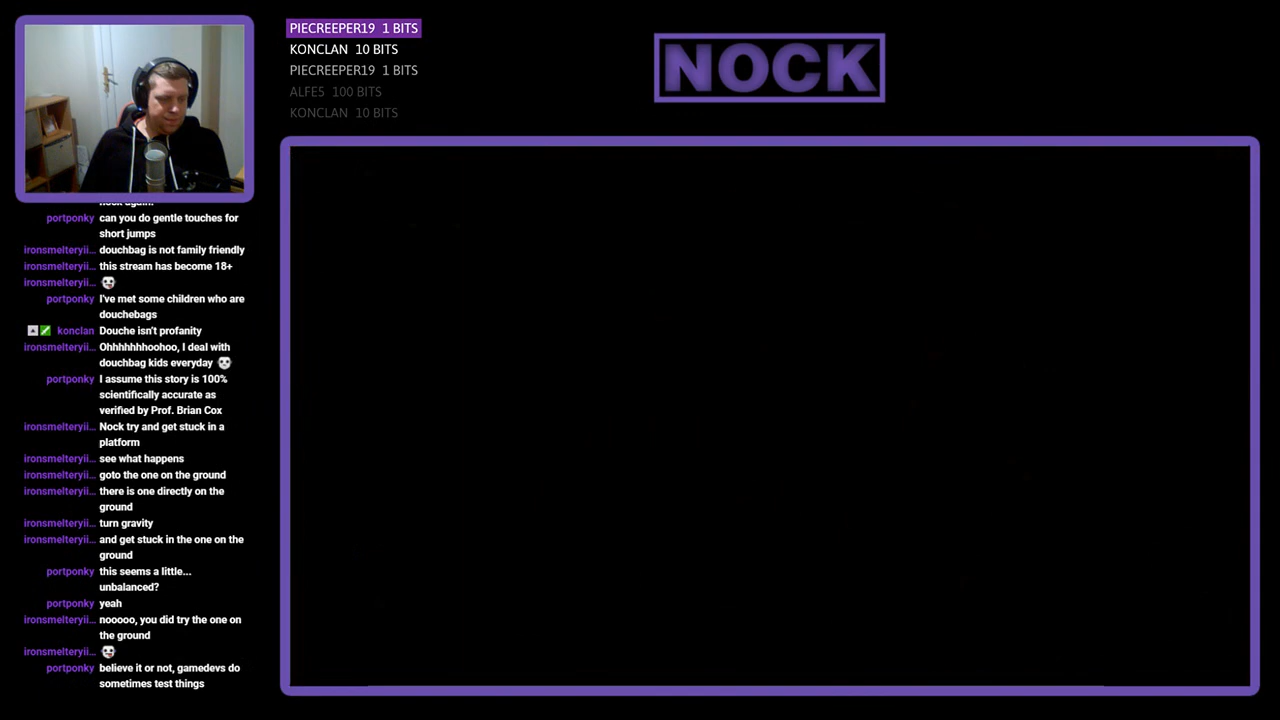 PIECREEPER19 1 BITS
KONCLAN 10 BITS
PIECREEPER19 1 BITS
ALFE5 100 BITS
KONCLAN 10 BITS
NOCK
nock again!
portponky can you do gentle touches for
short jumps
ironsmelteryii... douchbag is not family friendly
ironsmelteryii... this stream has become 18+
ironsmelteryii...
portponky I've met some children who are
douchebags
konclan Douche isn't profanity
ironsmelteryii... Ohhhhhhhoohoo, I deal with
douchbag kids everyday
portponky I assume this story is 100%
scientifically accurate as
verified by Prof. Brian Cox
ironsmelteryii... Nock try and get stuck in a
platform
ironsmelteryii... see what happens
ironsmelteryii... goto the one on the ground
ironsmelteryii... there is one directly on the
ground
ironsmelteryii... turn gravity
ironsmelteryii... and get stuck in the one on the
ground
portponky this seems a little...
unbalanced?
portponky yeah
ironsmelteryii... nooooo, you did try the one on
the ground
ironsmelteryii...
portponky believe it or not, gamedevs do
sometimes test things